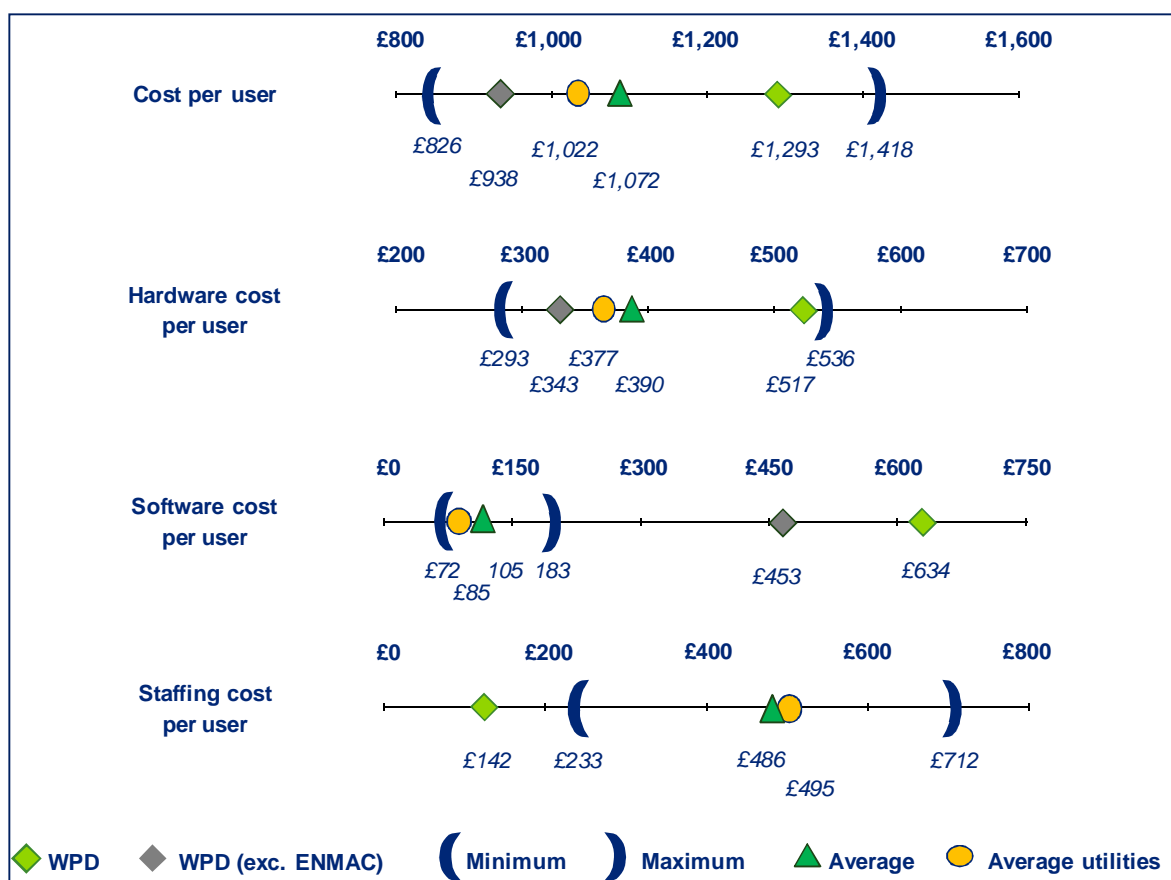 £800 £1,000 £1,200 £1,400 £1,600
Cost per user
£826 £1,022 £1,293 £1,418
£938 £1,072
£200 £300 £400 £500 £600 £700
Hardware cost
per user
£293 £377 £536
£343 £390 £517
£0 £150 £300 £450 £600 £750
Software cost
per user
£72 105 183 £453 £634
£85
£0 £200 £400 £600 £800
Staffing cost
per user
£142 £233 £486 £712
£495
WPD WPD (exc. ENMAC) Minimum Maximum Average Average utilities